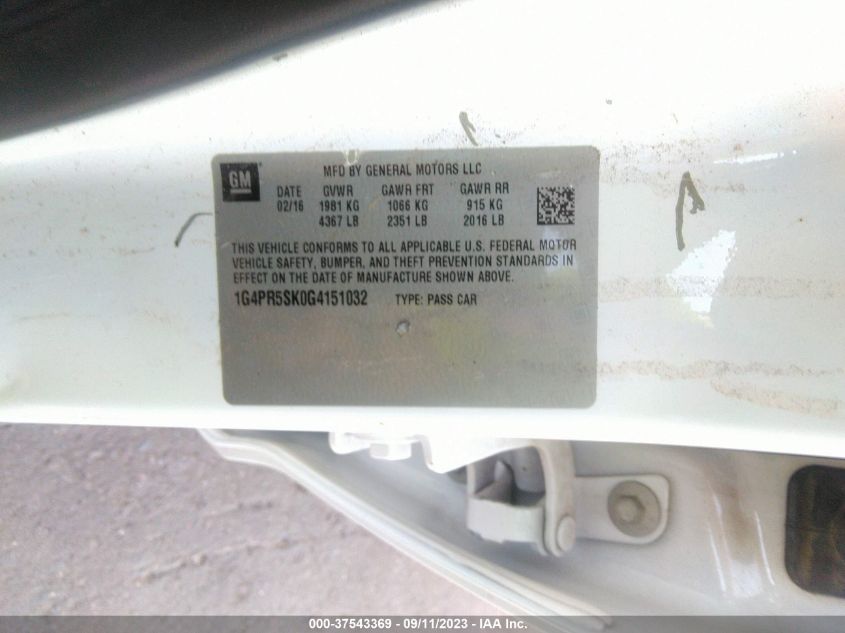 GM
MFD BY GENERAL MOTORS LLC
DATE GVWR GAWR FRT GAWR RR
02/16 1981 KG 1066 KG 915 KG
4367 LB 2351 LB 2016 LB
THIS VEHICLE CONFORMS TO ALL APPLICABLE U.S. FEDERAL MOTOR
VEHICLE SAFETY, BUMPER, AND THEFT PREVENTION STANDARDS IN
EFFECT ON THE DATE OF MANUFACTURE SHOWN ABOVE.
1G4PR5SK0G4151032 TYPE: PASS CAR
000-37543369 - 09/11/2023 - IAA Inc.